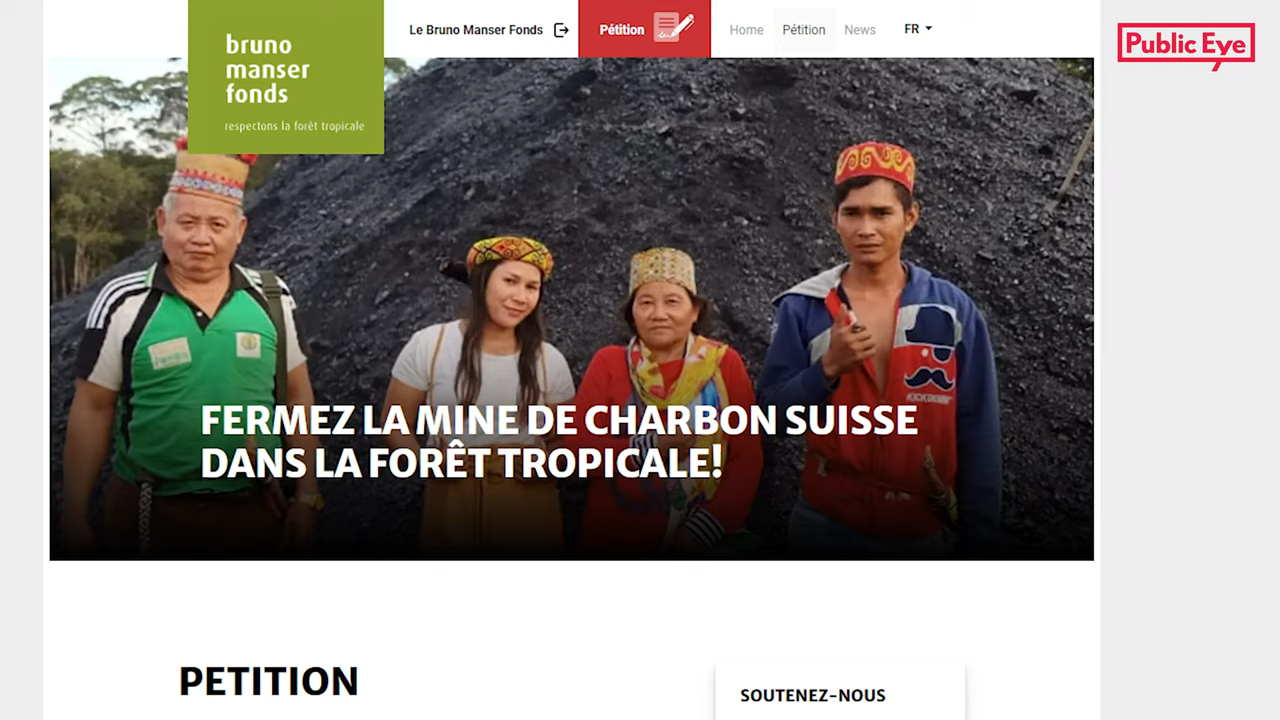 bruno
manser
fonds
respectons la forêt tropicale
Le Bruno Manser Fonds
Pétition
Home
Pétition
News
FR
Public Eye
FERMEZ LA MINE DE CHARBON SUISSE
DANS LA FORÊT TROPICALE!
PETITION
SOUTENEZ-NOUS